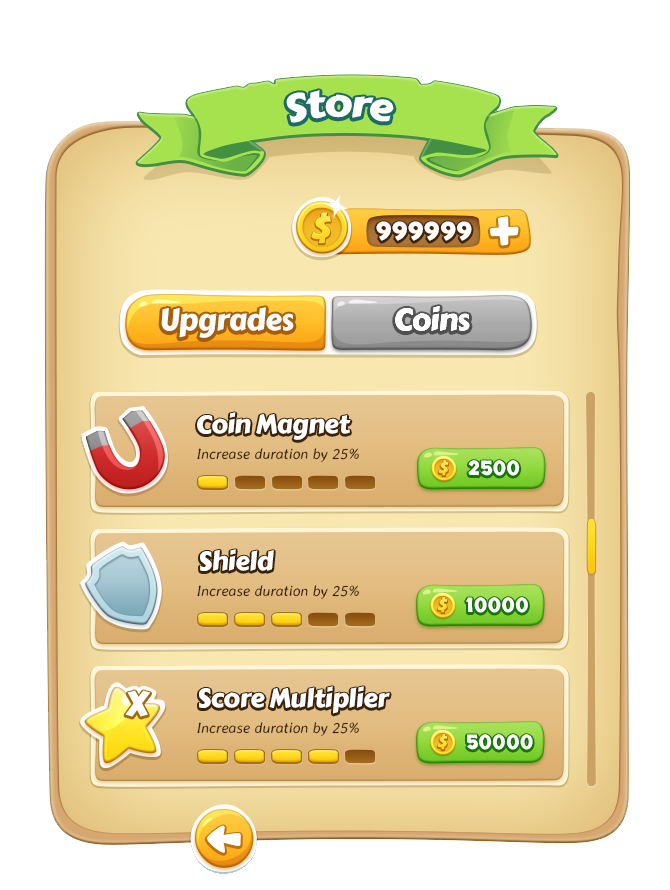 Store
$ 999999 +
Upgrades Coins
Coin Magnet
Increase duration by 25%
$ 2500
Shield
Increase duration by 25%
$ 10000
X
Score Multiplier
Increase duration by 25%
$ 50000